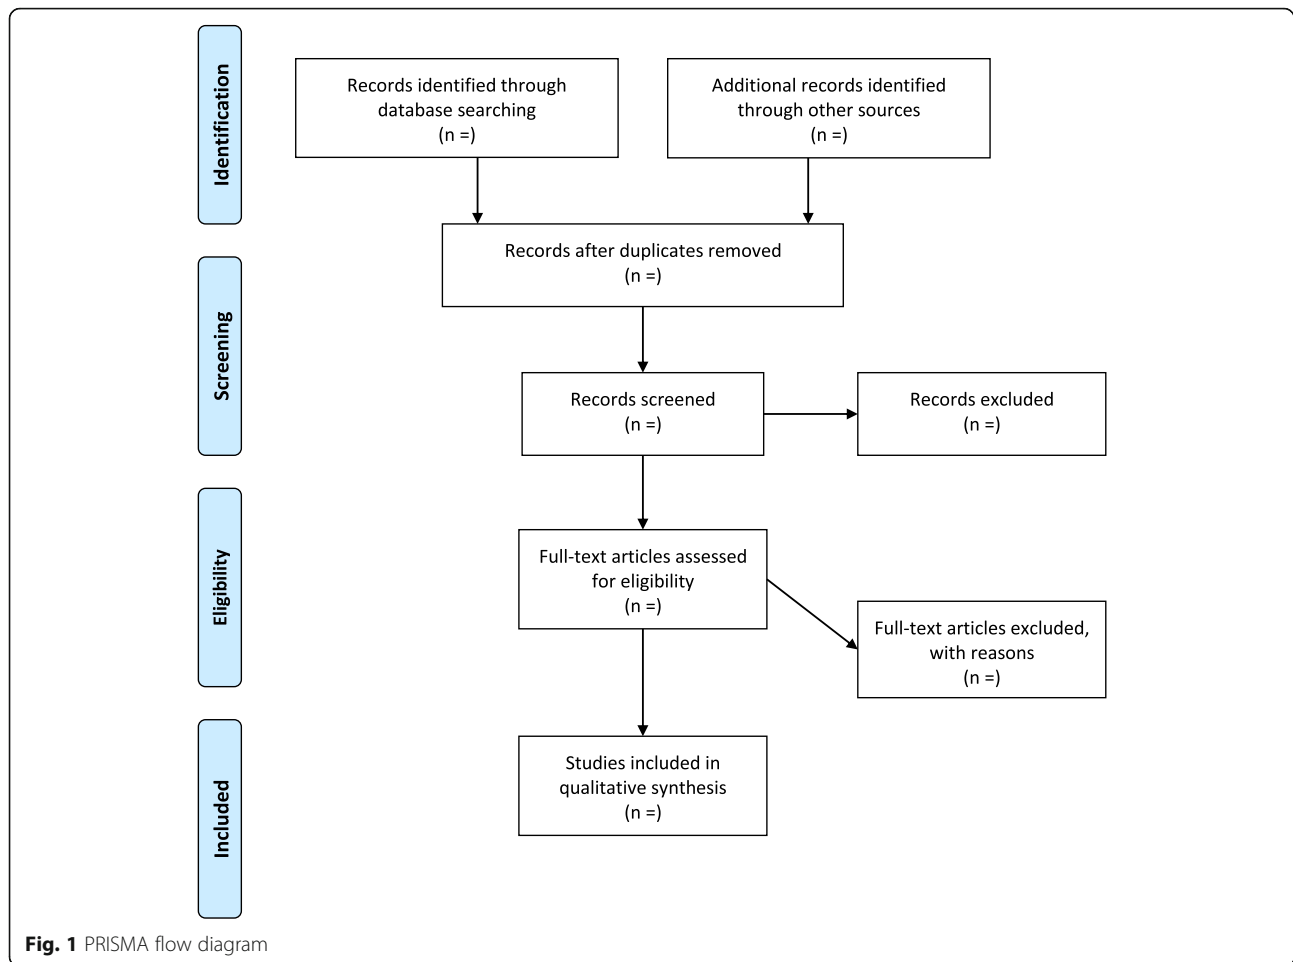 Identification
Records identified through
database searching
(n =)
Additional records identified
through other sources
(n =)
Records after duplicates removed
(n =)
Screening
Records screened
(n =)
Records excluded
(n =)
Eligibility
Full-text articles assessed
for eligibility
(n =)
Full-text articles excluded,
with reasons
(n =)
Included
Studies included in
qualitative synthesis
(n =)
Fig. 1 PRISMA flow diagram